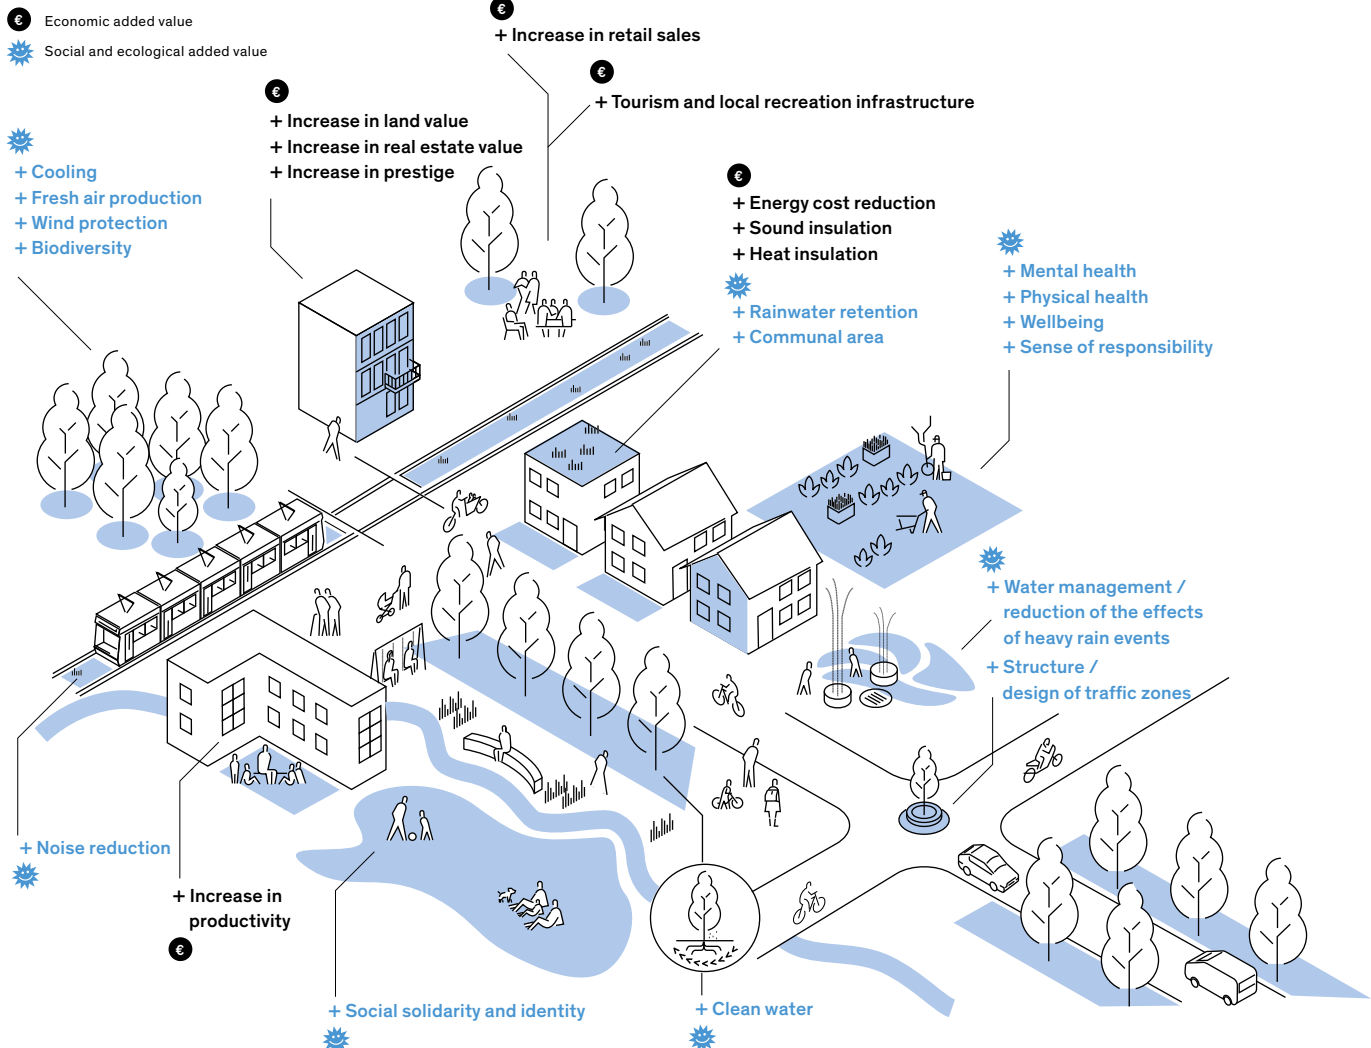 € Economic added value
Social and ecological added value
€
+ Increase in retail sales
€
+ Tourism and local recreation infrastructure
€
+ Increase in land value
+ Increase in real estate value
+ Increase in prestige
+ Cooling
+ Fresh air production
+ Wind protection
+ Biodiversity
€
+ Energy cost reduction
+ Sound insulation
+ Heat insulation
+ Rainwater retention
+ Communal area
+ Mental health
+ Physical health
+ Wellbeing
+ Sense of responsibility
+ Water management /
reduction of the effects
of heavy rain events
+ Structure /
design of traffic zones
+ Noise reduction
+ Increase in
productivity
€
+ Social solidarity and identity
+ Clean water